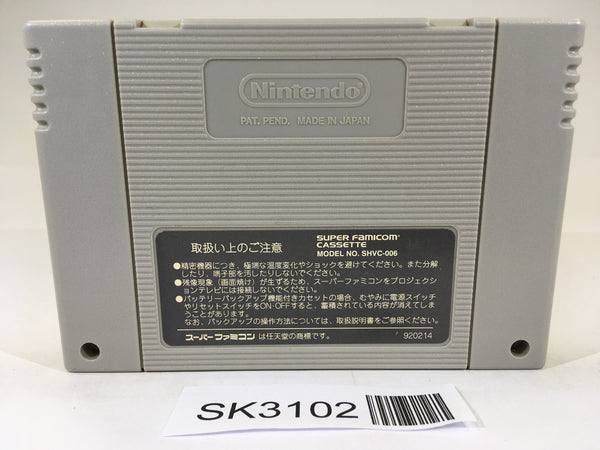 Nintendo
PAT. PEND. MADE IN JAPAN
取扱い上のご注意
SUPER FAMICOM
CASSETTE
MODEL NO. SHVC-006
●精密機器につき、極端な温度変化やショックを避けてください。また分解
したり、端子部を汚したりしないでください。
●残像現象（画面焼け）が生ずるため、スーパーファミコンをプロジェクショ
ンテレビには接続しないでください。
●バッテリーバックアップ機能付きカセットの場合、むやみに電源スイッチ
やリセットスイッチをON・OFFすると、蓄積されている内容が消えてしま
うことがあります。
なお、バックアップの操作方法については、取扱説明書をご参照ください。
スーパーファミコン は任天堂の商標です。
920214
SK3102